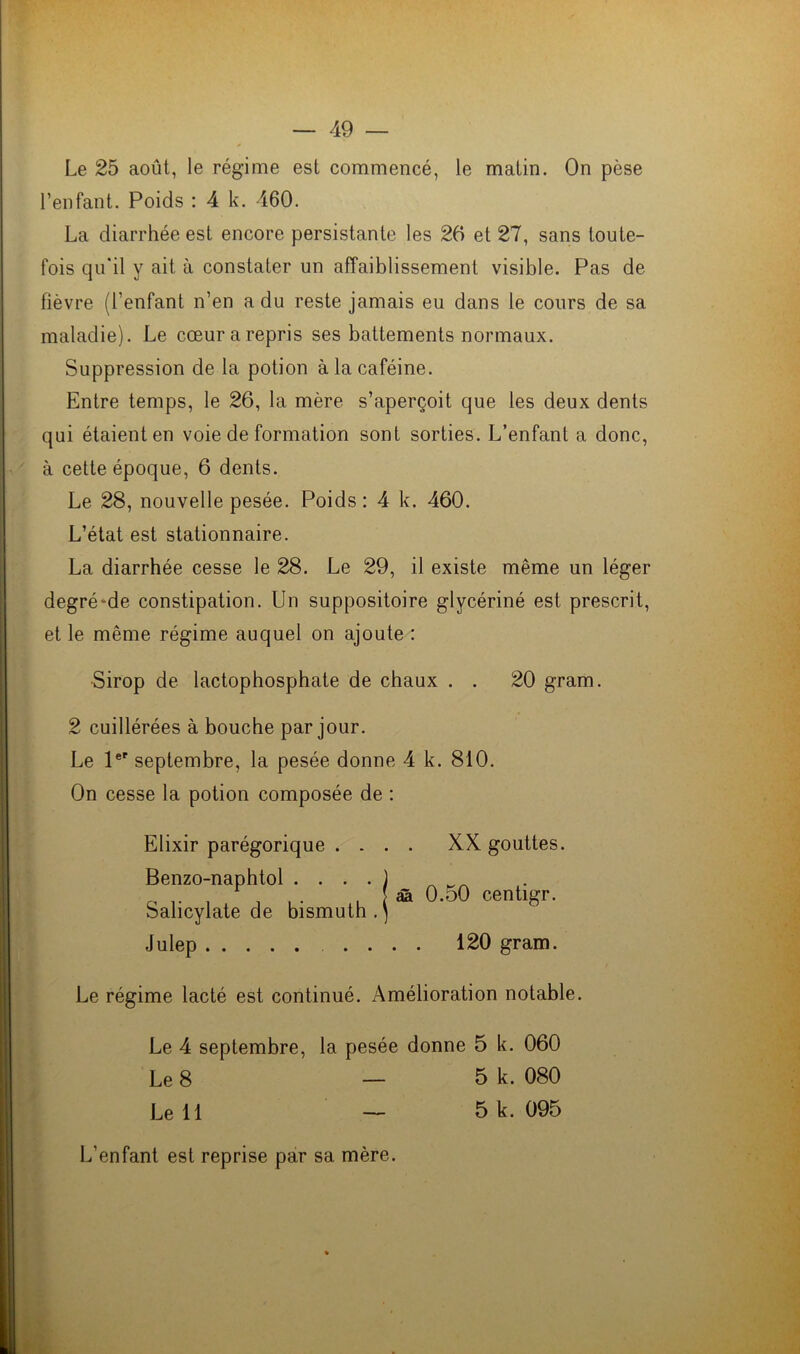 — 49 —
Le 25 août, le régime est commencé, le matin. On pèse
l'enfant. Poids : 4 k. 460.
La diarrhée est encore persistante les 26 et 27, sans toute-
fois qu'il y ait à constater un affaiblissement visible. Pas de
fièvre (l'enfant n'en a du reste jamais eu dans le cours de sa
maladie). Le cœur a repris ses battements normaux.
Suppression de la potion à la caféine.
Entre temps, le 26, la mère s'aperçoit que les deux dents
qui étaient en voie de formation sont sorties. L'enfant a donc,
à cette époque, 6 dents.
Le 28, nouvelle pesée. Poids : 4 k. 460.
L'état est stationnaire.
La diarrhée cesse le 28. Le 29, il existe même un léger
degré de constipation. Un suppositoire glycériné est prescrit,
et le même régime auquel on ajoute :
Sirop de lactophosphate de chaux . . 20 gram.
2 cuillérées à bouche par jour.
Le 1er septembre, la pesée donne 4 k. 810.
On cesse la potion composée de :
Elixir parégorique . . . . XX gouttes.
Benzo-naphtol . . . . }
Salicylate de bismuth . } āā 0.50 centigr.
Julep . . . . . . . . . . 120 gram.
Le régime lacté est continué. Amélioration notable.
Le 4 septembre, la pesée donne 5 k. 060
Le 8 — 5 k. 080
Le 11 — 5 k. 095
L'enfant est reprise par sa mère.